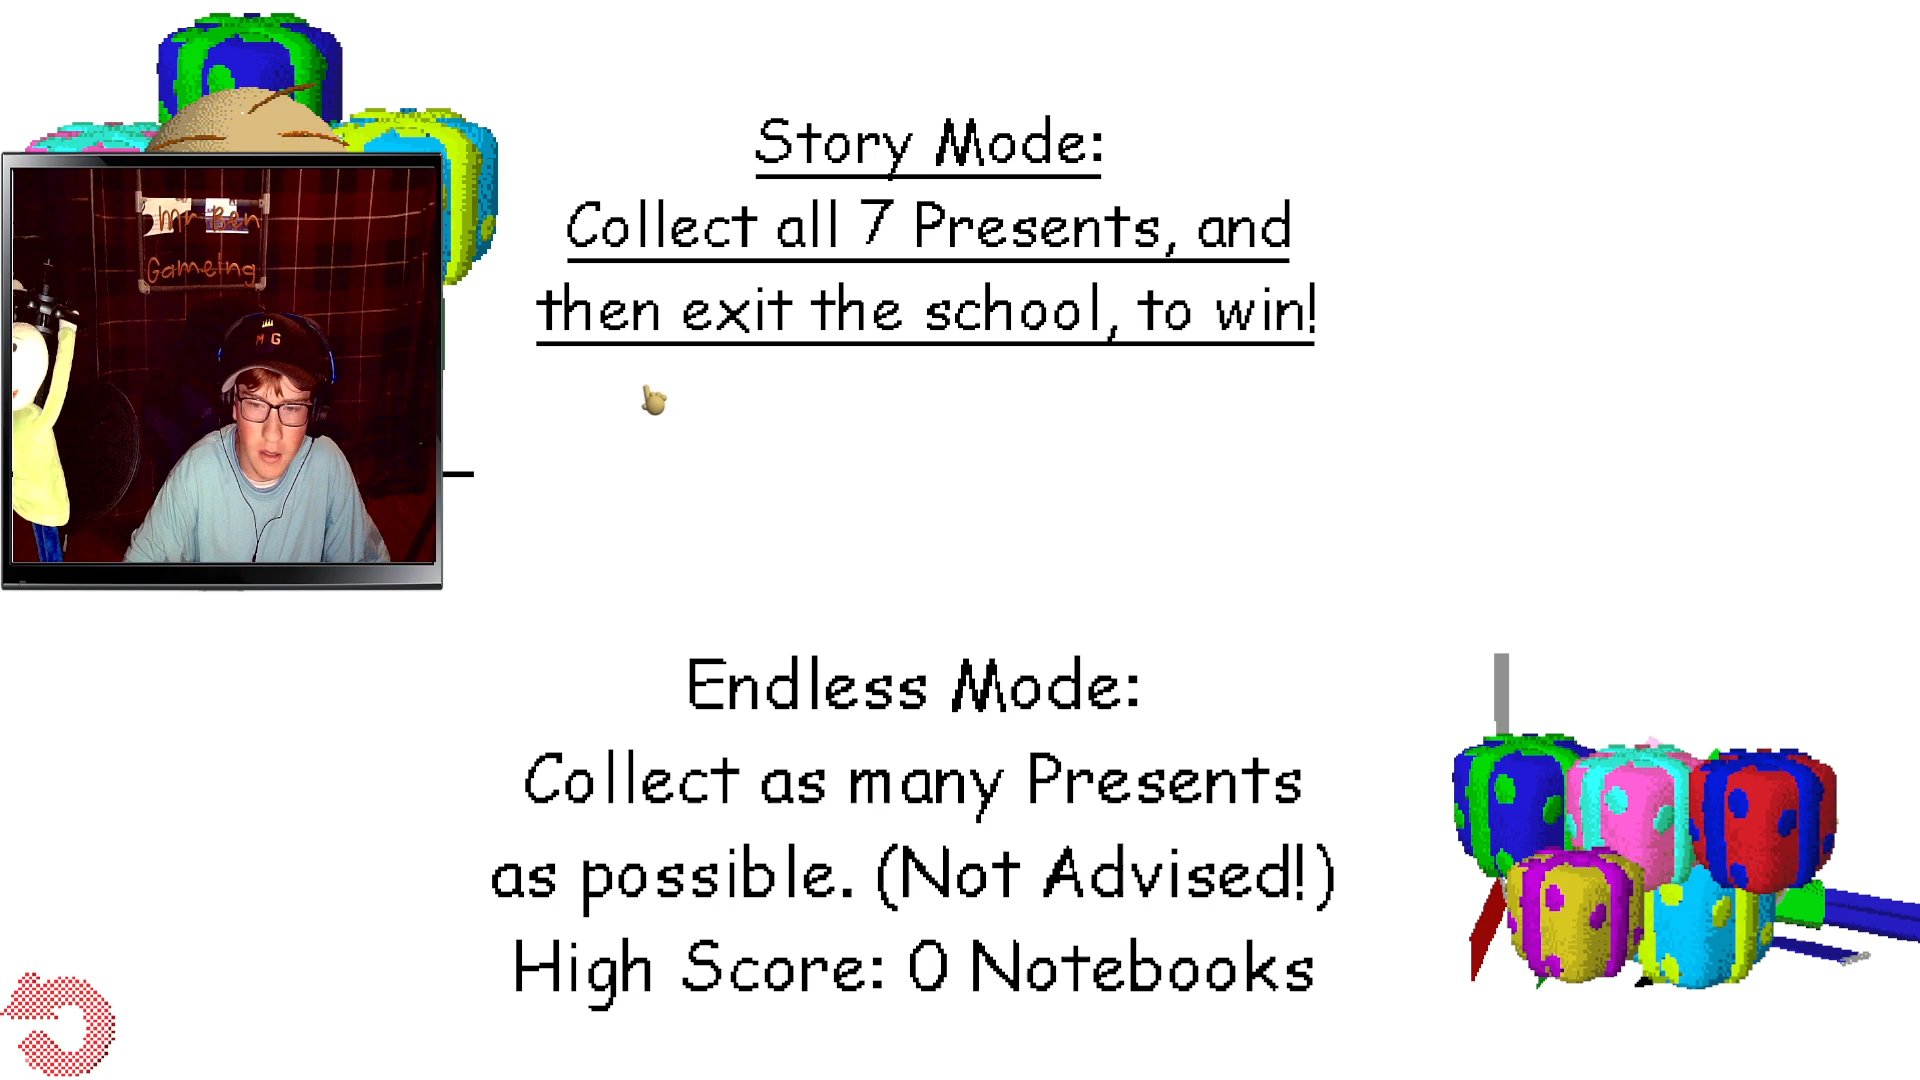 Story Mode:
Collect all 7 Presents, and
then exit the school, to win!
Mr Ben
Gameing
M G
Endless Mode:
Collect as many Presents
as possible. (Not Advised!)
High Score: 0 Notebooks